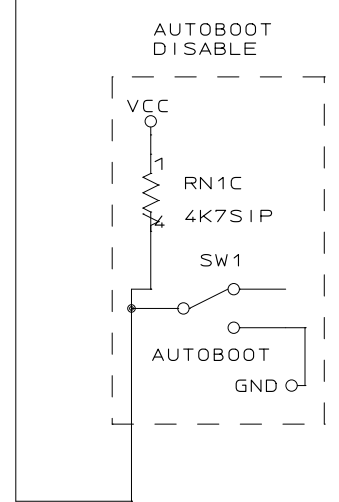 AUTOBOOT
DISABLE
VCC
1
RN1C
4
4K7SIP
SW1
AUTOBOOT
GND